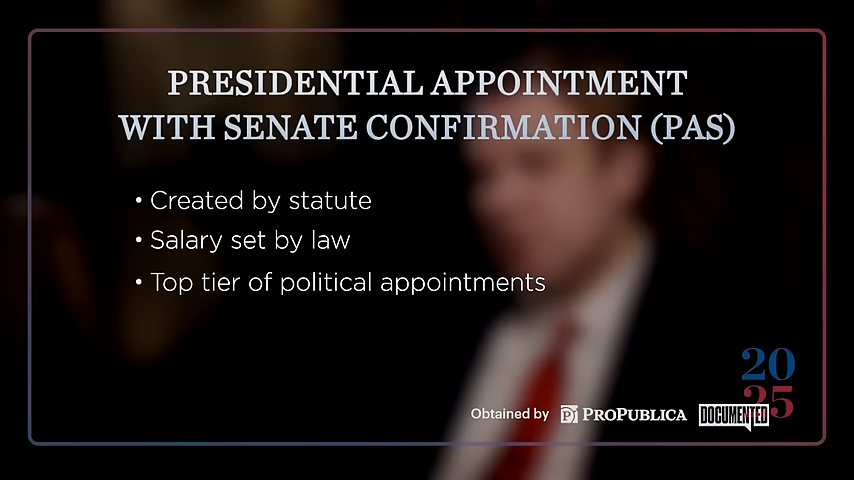 PRESIDENTIAL APPOINTMENT
WITH SENATE CONFIRMATION (PAS)
• Created by statute
• Salary set by law
• Top tier of political appointments
20
25
Obtained by PROPUBLICA DOCUMENTED